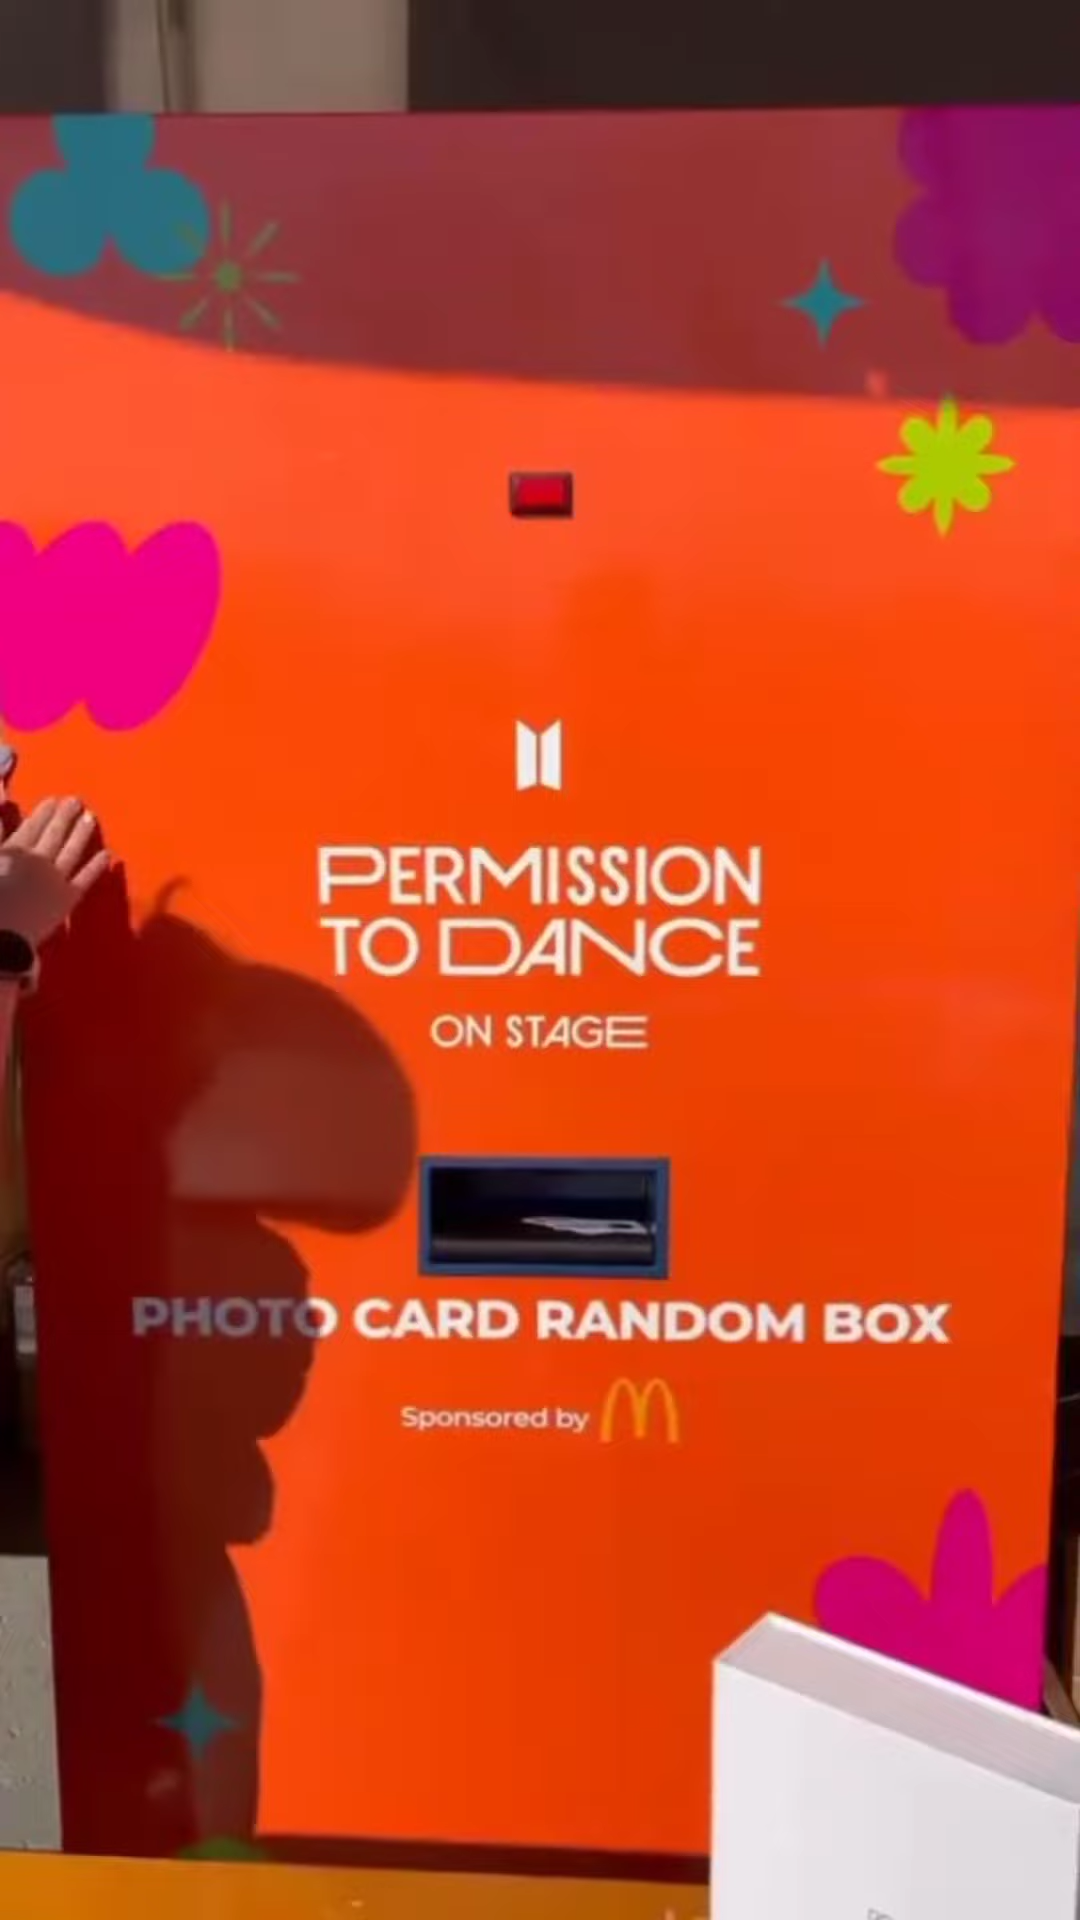 PERMISSION
TO DANCE
ON STAGE
PHOTO CARD RANDOM BOX
Sponsored by